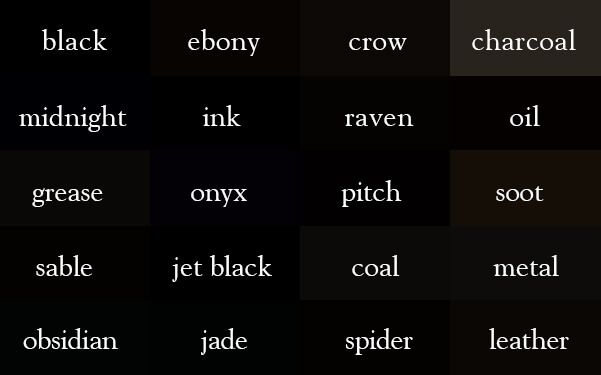 black ebony crow charcoal
midnight ink raven oil
grease onyx pitch soot
sable jet black coal metal
obsidian jade spider leather